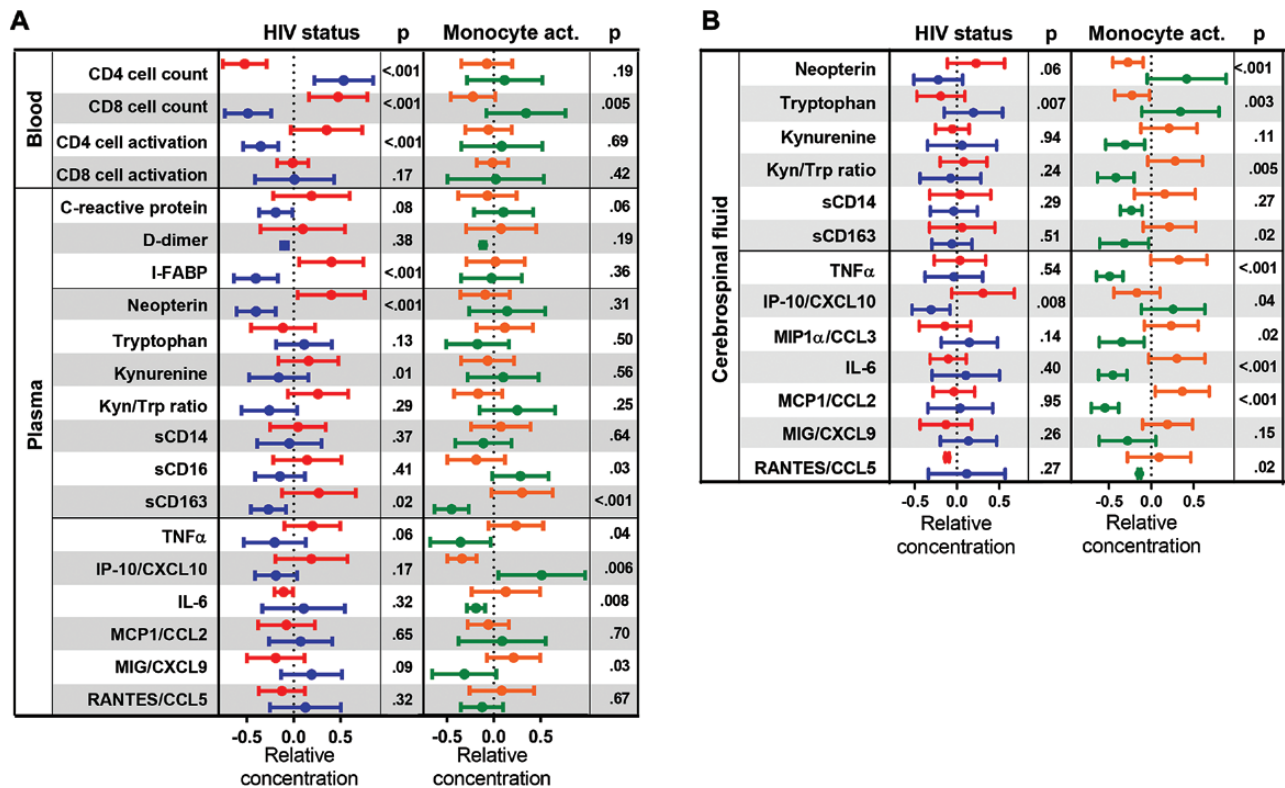 A
HIV status p Monocyte act. p
Blood
CD4 cell count <.001 .19
CD8 cell count <.001 .005
CD4 cell activation <.001 .69
CD8 cell activation .17 .42
Plasma
C-reactive protein .08 .06
D-dimer .38 .19
I-FABP <.001 .36
Neopterin <.001 .31
Tryptophan .13 .50
Kynurenine .01 .56
Kyn/Trp ratio .29 .25
sCD14 .37 .64
sCD16 .41 .03
sCD163 .02 <.001
TNFα .06 .04
IP-10/CXCL10 .17 .006
IL-6 .32 .008
MCP1/CCL2 .65 .70
MIG/CXCL9 .09 .03
RANTES/CCL5 .32 .67
-0.5 0.0 0.5 -0.5 0.0 0.5
Relative Relative
concentration concentration
B
HIV status p Monocyte act. p
Cerebrospinal fluid
Neopterin .06 <.001
Tryptophan .007 .003
Kynurenine .94 .11
Kyn/Trp ratio .24 .005
sCD14 .29 .27
sCD163 .51 .02
TNFα .54 <.001
IP-10/CXCL10 .008 .04
MIP1α/CCL3 .14 .02
IL-6 .40 <.001
MCP1/CCL2 .95 <.001
MIG/CXCL9 .26 .15
RANTES/CCL5 .27 .02
-0.5 0.0 0.5 -0.5 0.0 0.5
Relative Relative
concentration concentration